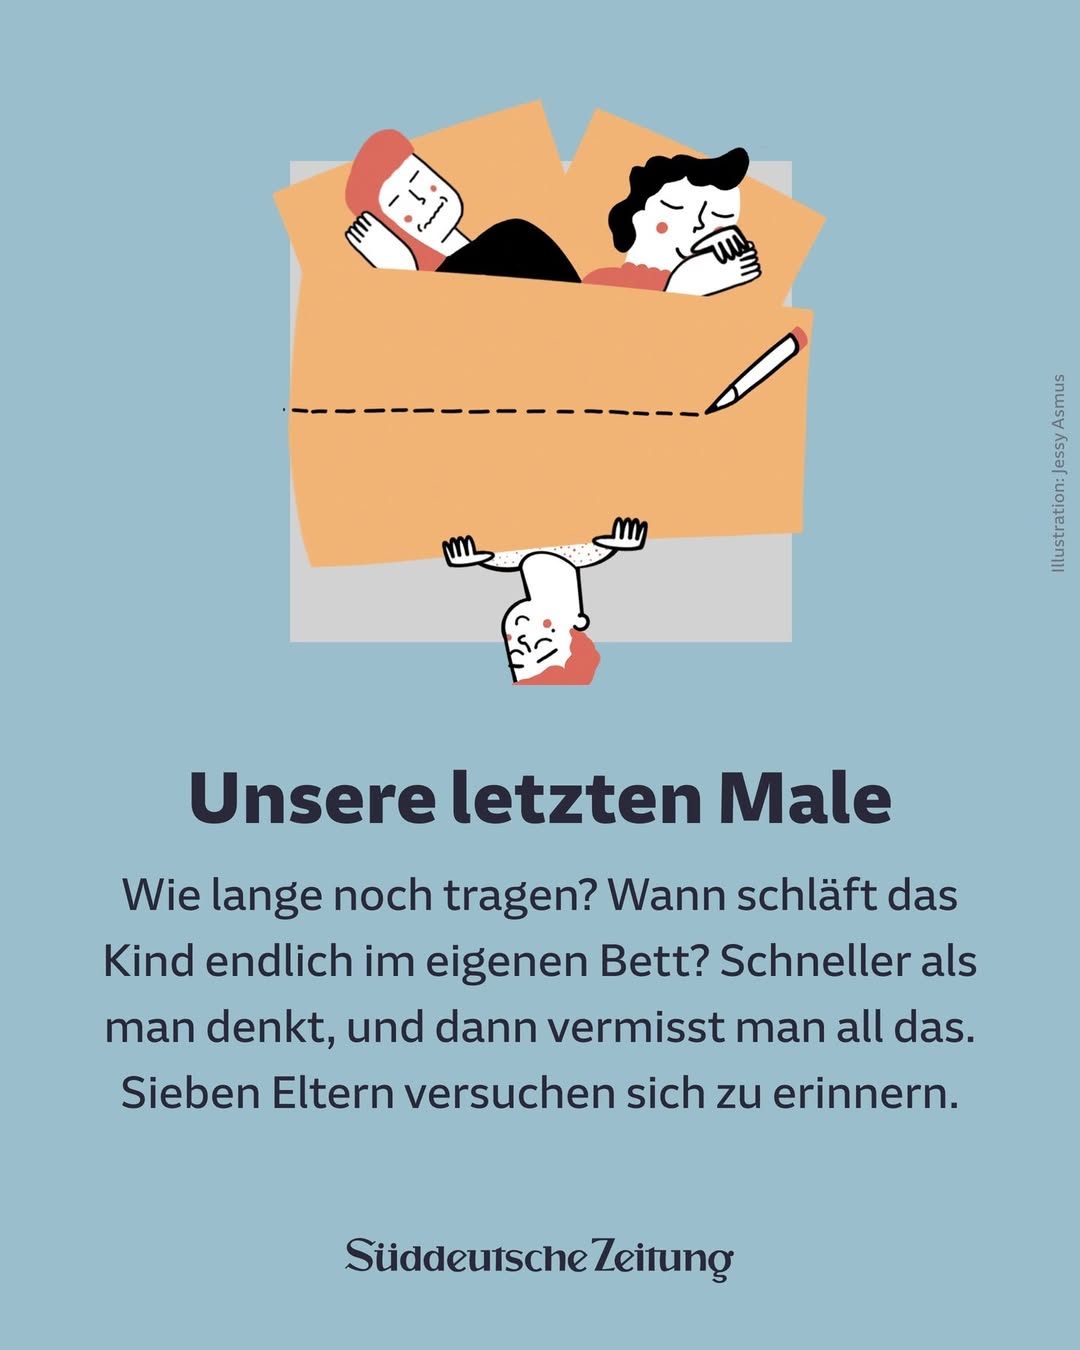 Illustration: Jessy Asmus
Unsere letzten Male
Wie lange noch tragen? Wann schläft das
Kind endlich im eigenen Bett? Schneller als
man denkt, und dann vermisst man all das.
Sieben Eltern versuchen sich zu erinnern.
Süddeutsche Zeitung